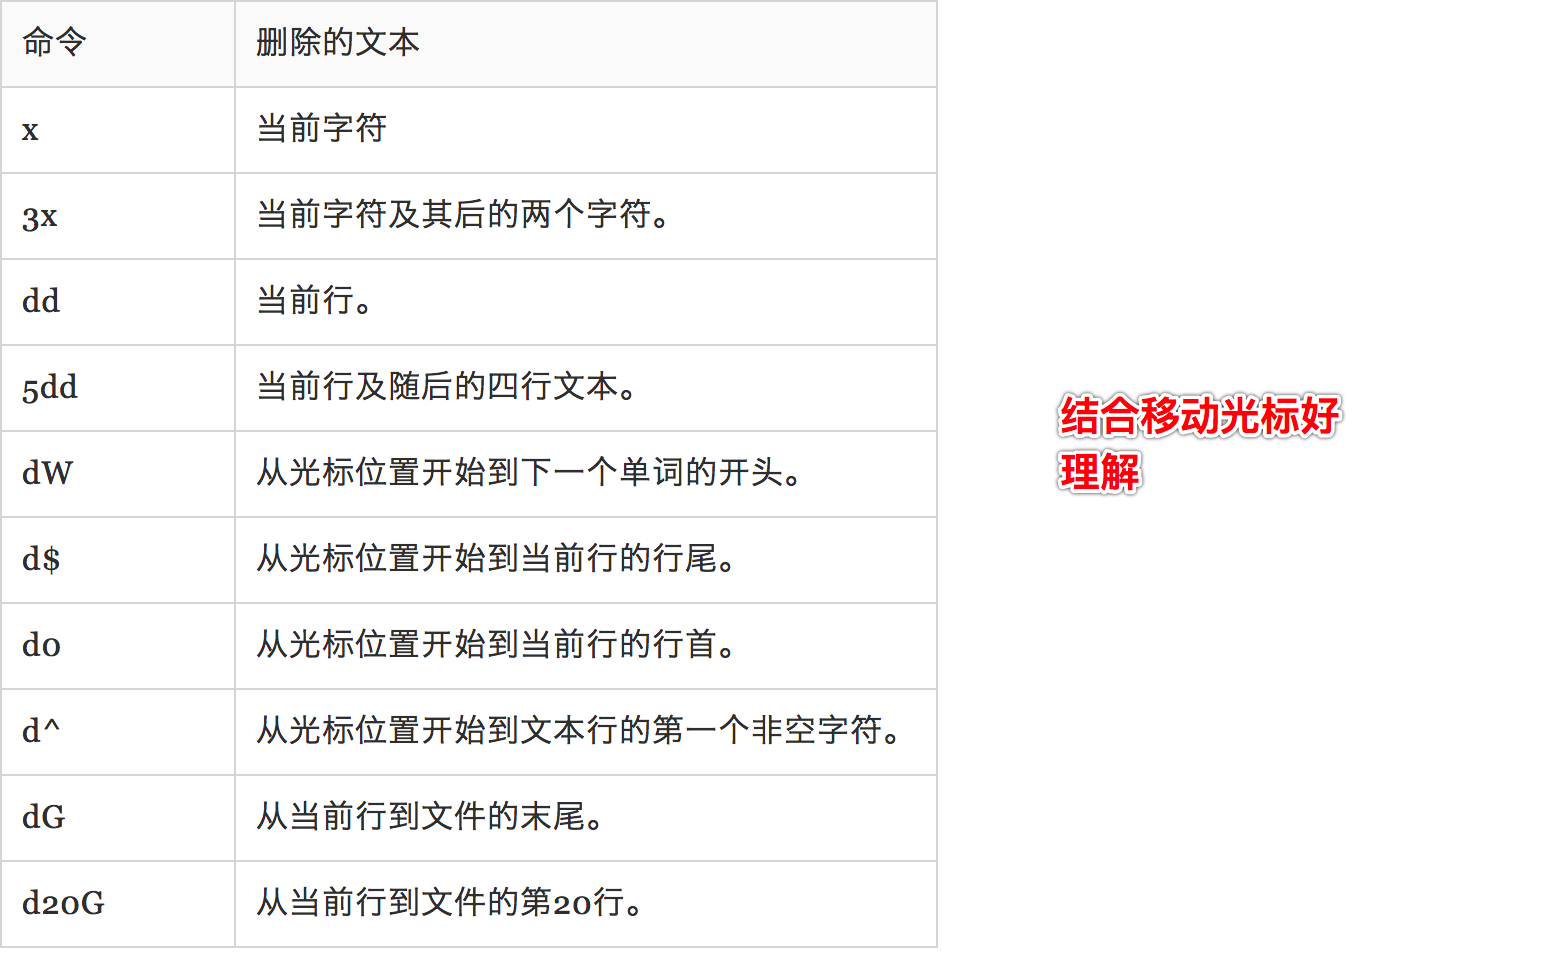 命令 删除的文本
x 当前字符
3x 当前字符及其后的两个字符。
dd 当前行。
5dd 当前行及随后的四行文本。
dW 从光标位置开始到下一个单词的开头。
d$ 从光标位置开始到当前行的行尾。
d0 从光标位置开始到当前行的行首。
d^ 从光标位置开始到文本行的第一个非空字符。
dG 从当前行到文件的末尾。
d20G 从当前行到文件的第20行。
结合移动光标好
理解